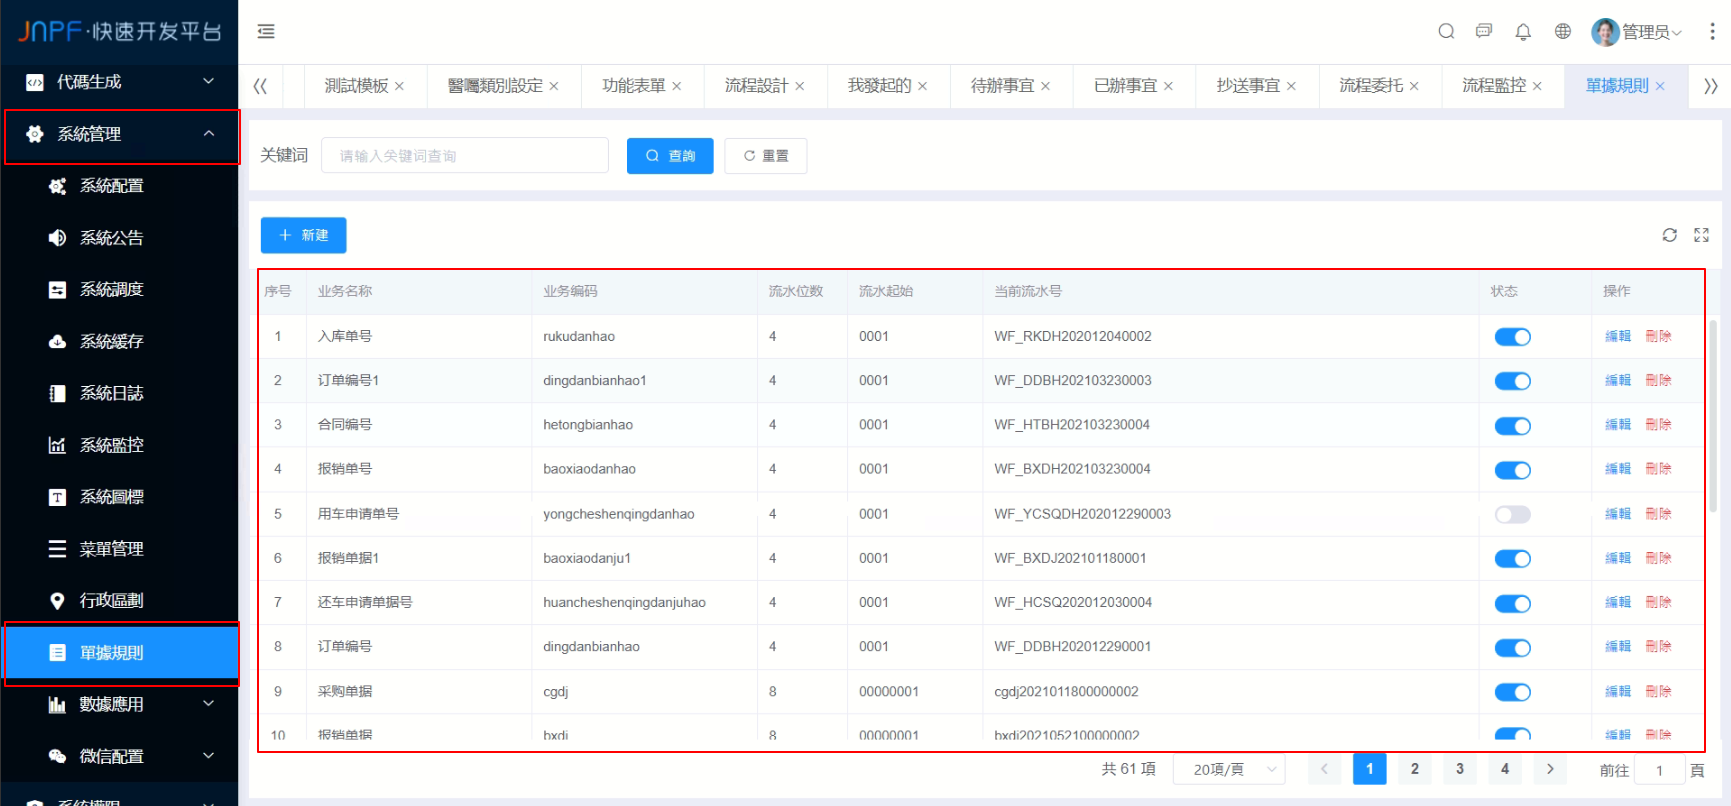 JNPF·快速开发平台
管理员
代碼生成
系統管理
系統配置
系統公告
系統調度
系統緩存
系統日誌
系統監控
系統圖標
菜單管理
行政區劃
單據規則
數據應用
微信配置
系統權限
測試模板 醫囑類別設定 功能表單 流程設計 我發起的 待辦事宜 已辦事宜 抄送事宜 流程委托 流程監控 單據規則
关键词 请输入关键词查询 查詢 重置
新建
序号 业务名称 业务编码 流水位数 流水起始 当前流水号 状态 操作
1 入库单号 rukudanhao 4 0001 WF_RKDH202012040002 編輯 刪除
2 订单编号1 dingdanbianhao1 4 0001 WF_DDBH202103230003 編輯 刪除
3 合同编号 hetongbianhao 4 0001 WF_HTBH202103230004 編輯 刪除
4 报销单号 baoxiaodanhao 4 0001 WF_BXDH202103230004 編輯 刪除
5 用车申请单号 yongcheshenqingdanhao 4 0001 WF_YCSQDH202012290003 編輯 刪除
6 报销单据1 baoxiaodanju1 4 0001 WF_BXDJ202101180001 編輯 刪除
7 还车申请单据号 huancheshenqingdanjuhao 4 0001 WF_HCSQ202012030004 編輯 刪除
8 订单编号 dingdanbianhao 4 0001 WF_DDBH202012290001 編輯 刪除
9 采购单据 cgdj 8 00000001 cgdj2021011800000002 編輯 刪除
10 报销单据 bxdj 8 00000001 bxdj2021052100000002 編輯 刪除
共 61 項 20項/頁 1 2 3 4 前往 1 頁